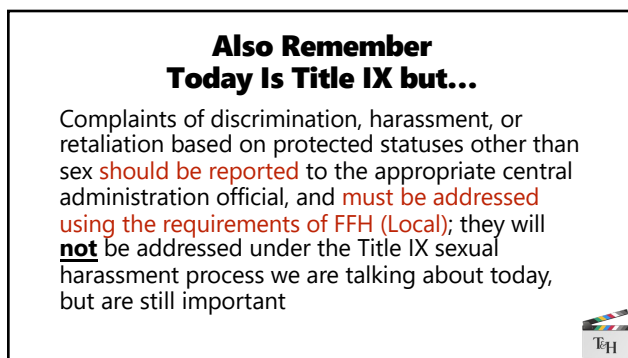 Also Remember
Today Is Title IX but…
Complaints of discrimination, harassment, or
retaliation based on protected statuses other than
sex should be reported to the appropriate central
administration official, and must be addressed
using the requirements of FFH (Local); they will
not be addressed under the Title IX sexual
harassment process we are talking about today,
but are still important
T&H